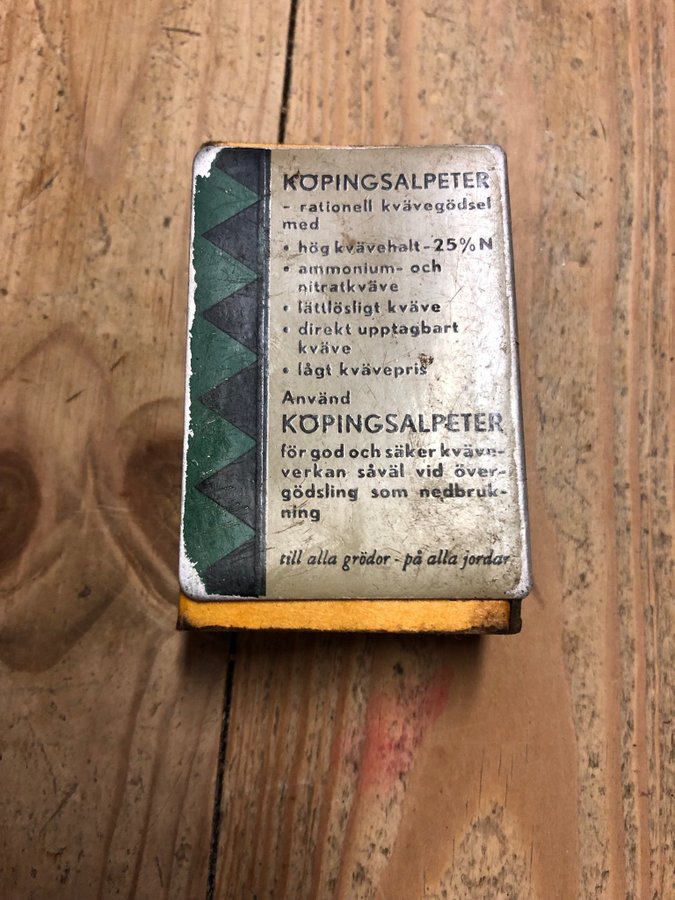 KÖPINGSALPETER
- rationell kvävegödsel
med
• hög kvävehalt - 25% N
• ammonium- och
nitratkväve
• lättlösligt kväve
• direkt upptagbart
kväve
• lågt kvävepris
Använd
KÖPINGSALPETER
för god och säker kväve-
verkan såväl vid över-
gödsling som nedbruk-
ning
till alla grödor - på alla jordar